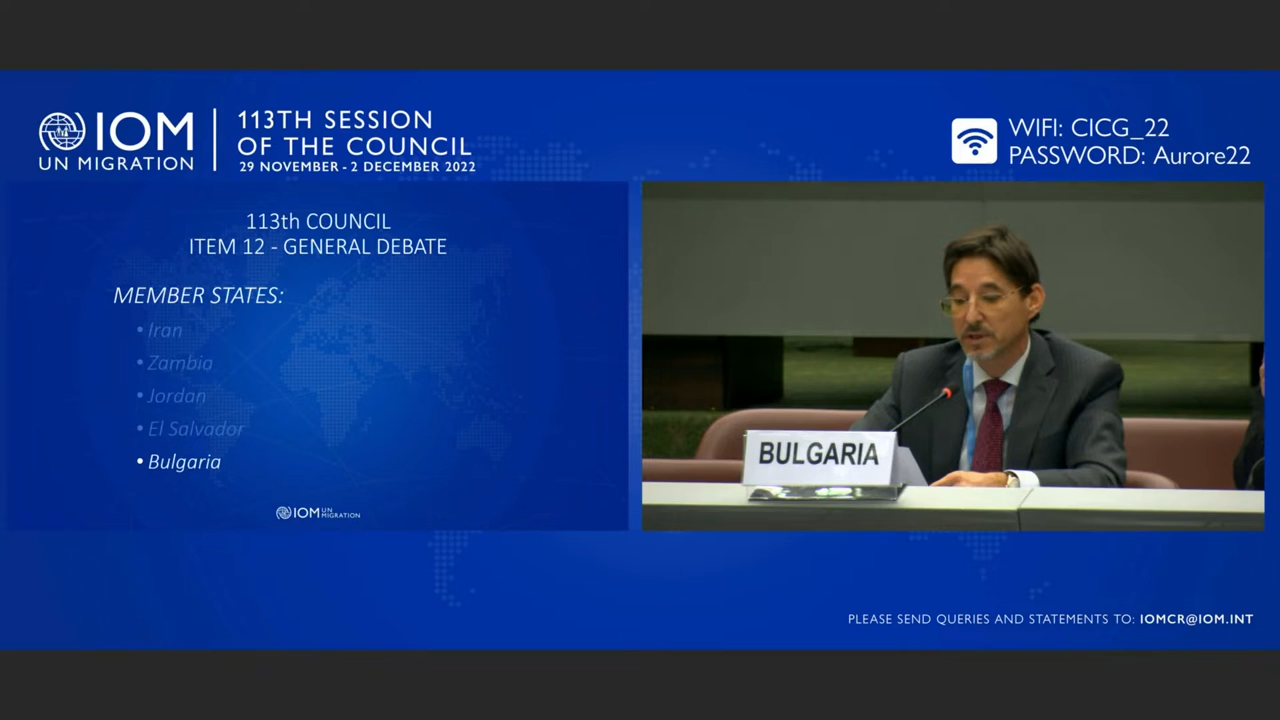 IOM
UN MIGRATION
113TH SESSION
OF THE COUNCIL
29 NOVEMBER - 2 DECEMBER 2022
WIFI: CICG_22
PASSWORD: Aurore22
113th COUNCIL
ITEM 12 - GENERAL DEBATE
MEMBER STATES:
• Iran
• Zambia
• Jordan
• El Salvador
• Bulgaria
IOM UN MIGRATION
BULGARIA
PLEASE SEND QUERIES AND STATEMENTS TO: IOMCR@IOM.INT